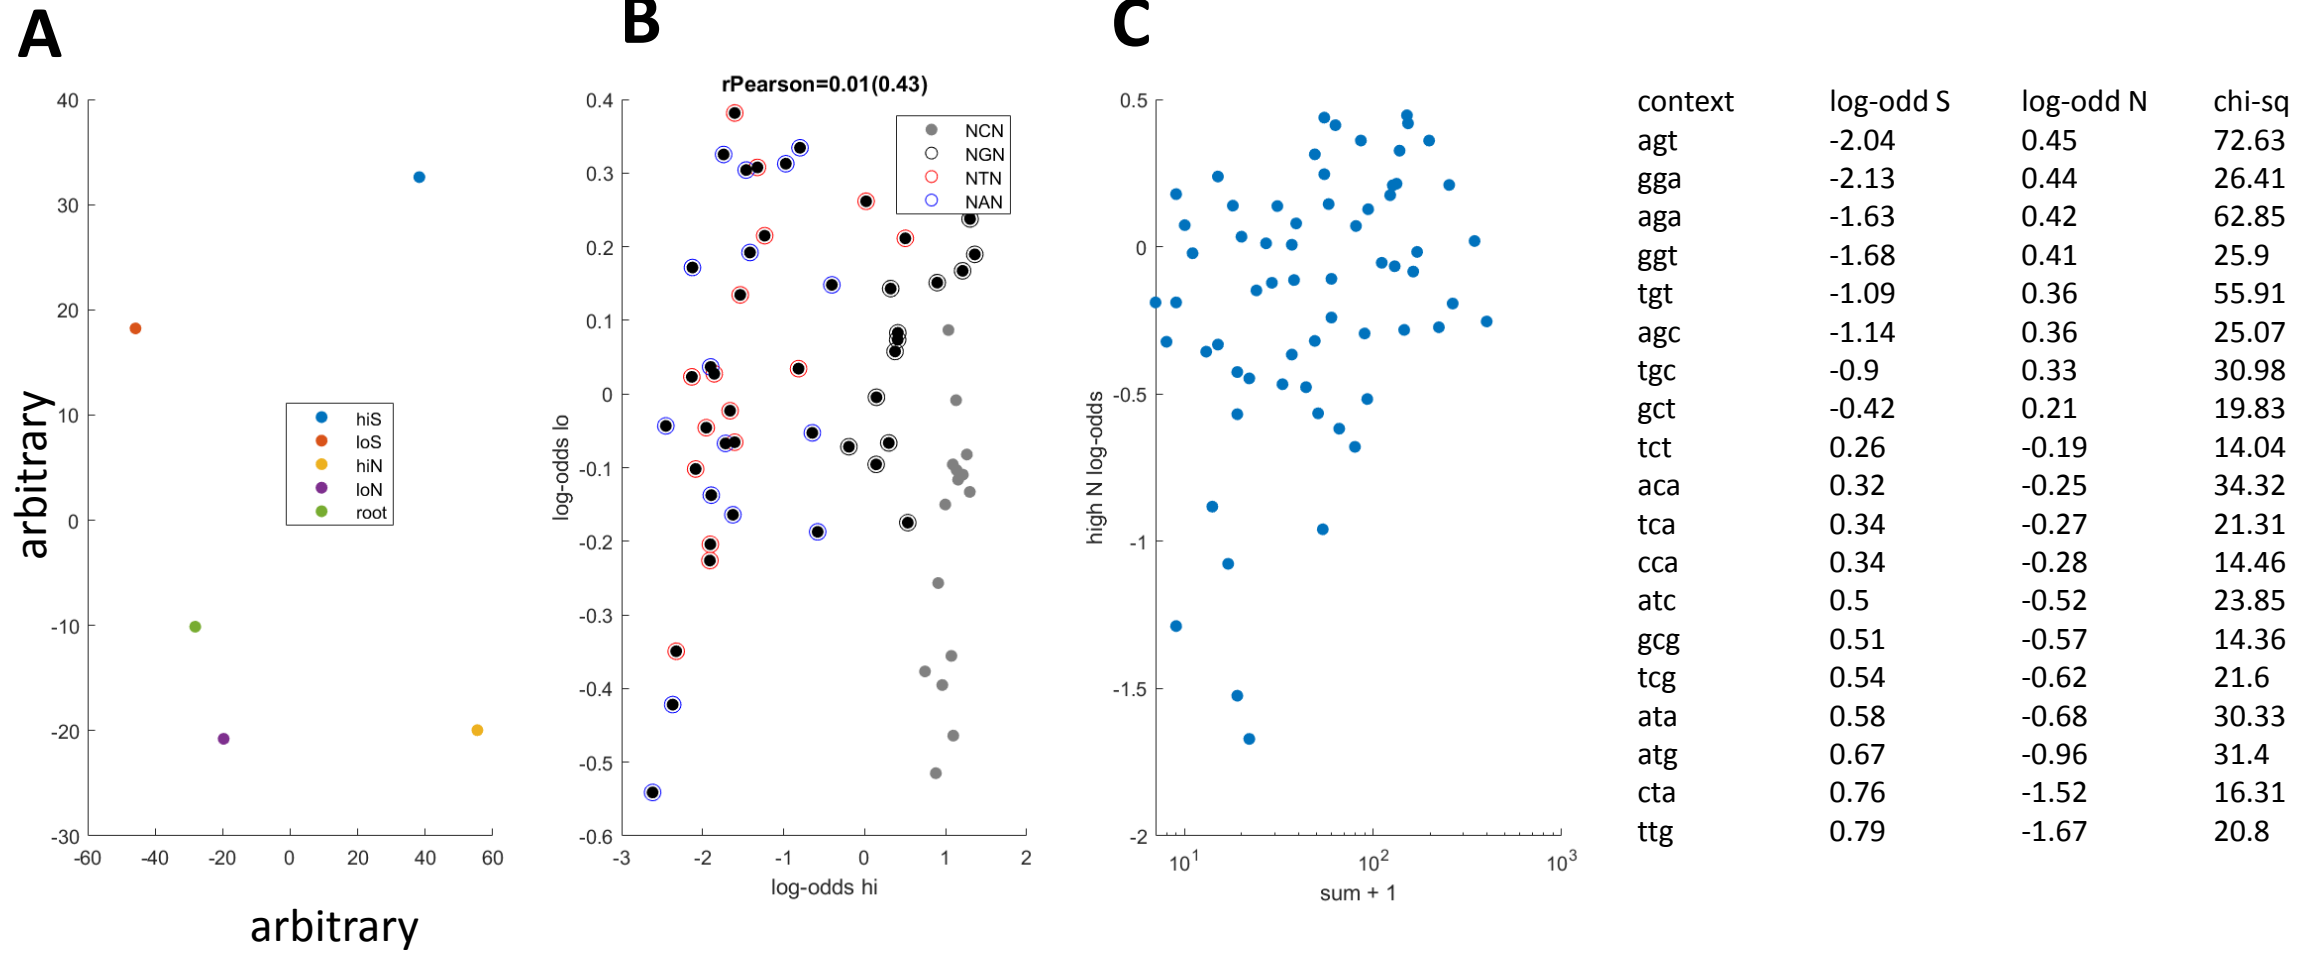 A
B
C
rPearson=0.01(0.43)
40
30
20
10
0
-10
-20
-30
-60
-40
-20
0
20
40
60
arbitrary
arbitrary
hiS
loS
hiN
loN
root
0.4
0.3
0.2
0.1
0
-0.1
-0.2
-0.3
-0.4
-0.5
-0.6
-3
-2
-1
0
1
2
log-odds lo
log-odds hi
NCN
NGN
NTN
NAN
0.5
0
-0.5
-1
-1.5
-2
10^1
10^2
10^3
high N log-odds
sum + 1
context log-odd S log-odd N chi-sq
agt -2.04 0.45 72.63
gga -2.13 0.44 26.41
aga -1.63 0.42 62.85
ggt -1.68 0.41 25.9
tgt -1.09 0.36 55.91
agc -1.14 0.36 25.07
tgc -0.9 0.33 30.98
gct -0.42 0.21 19.83
tct 0.26 -0.19 14.04
aca 0.32 -0.25 34.32
tca 0.34 -0.27 21.31
cca 0.34 -0.28 14.46
atc 0.5 -0.52 23.85
gcg 0.51 -0.57 14.36
tcg 0.54 -0.62 21.6
ata 0.58 -0.68 30.33
atg 0.67 -0.96 31.4
cta 0.76 -1.52 16.31
ttg 0.79 -1.67 20.8